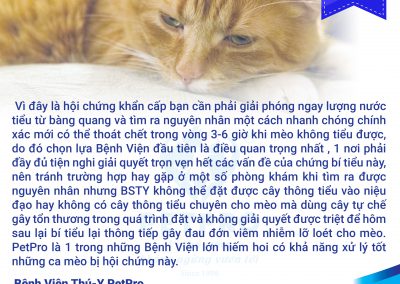 Vì đây là hội chứng khẩn cấp bạn cần phải giải phóng ngay lượng nước
tiểu từ bàng quang và tìm ra nguyên nhân một cách nhanh chóng chính
xác mới có thể thoát chết trong vòng 3-6 giờ khi mèo không tiểu được,
do đó chọn lựa Bệnh Viện đầu tiên là điều quan trọng nhất , 1 nơi phải
đầy đủ tiện nghi giải quyết trọn vẹn hết các vấn đề của chứng bí tiểu này,
nên tránh trường hợp hay gặp ở một số phòng khám khi tìm ra được
nguyên nhân nhưng BSTY không thể đặt được cây thông tiểu vào niệu
đạo hay không có cây thông tiểu chuyên cho mèo mà dùng cây tự chế
gây tổn thương trong quá trình đặt và không giải quyết được triệt để hôm
sau lại bí tiểu lại thông tiếp gây đau đớn viêm nhiễm lỡ loét cho mèo.
PetPro là 1 trong những Bệnh Viện lớn hiếm hoi có khả năng xử lý tốt
những ca mèo bị hội chứng này.
Since 1998
Bệnh Viện Thú-Y PetPro